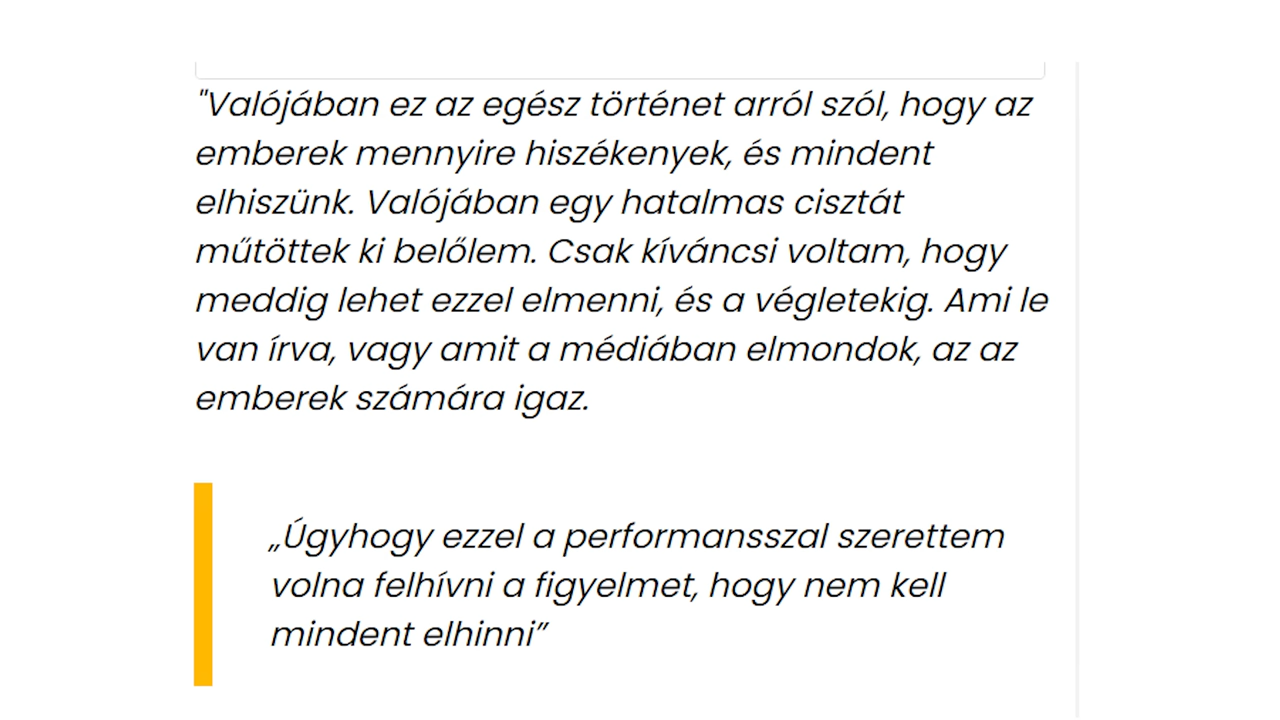 "Valójában ez az egész történet arról szól, hogy az
emberek mennyire hiszékenyek, és mindent
elhiszünk. Valójában egy hatalmas cisztát
műtöttek ki belőlem. Csak kíváncsi voltam, hogy
meddig lehet ezzel elmenni, és a végletekig. Ami le
van írva, vagy amit a médiában elmondok, az az
emberek számára igaz.
„Úgyhogy ezzel a performansszal szerettem
volna felhívni a figyelmet, hogy nem kell
mindent elhinni”